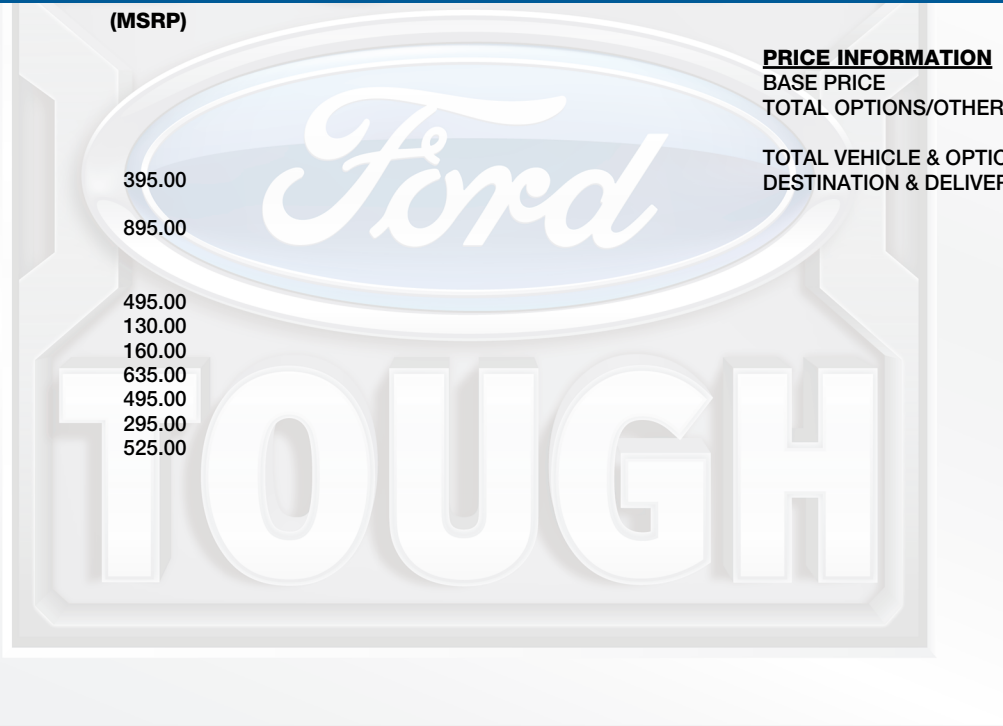 (MSRP)
395.00
895.00
495.00
130.00
160.00
635.00
495.00
295.00
525.00
PRICE INFORMATION
BASE PRICE
TOTAL OPTIONS/OTHER
TOTAL VEHICLE & OPTIO
DESTINATION & DELIVER
Ford
TOUGH